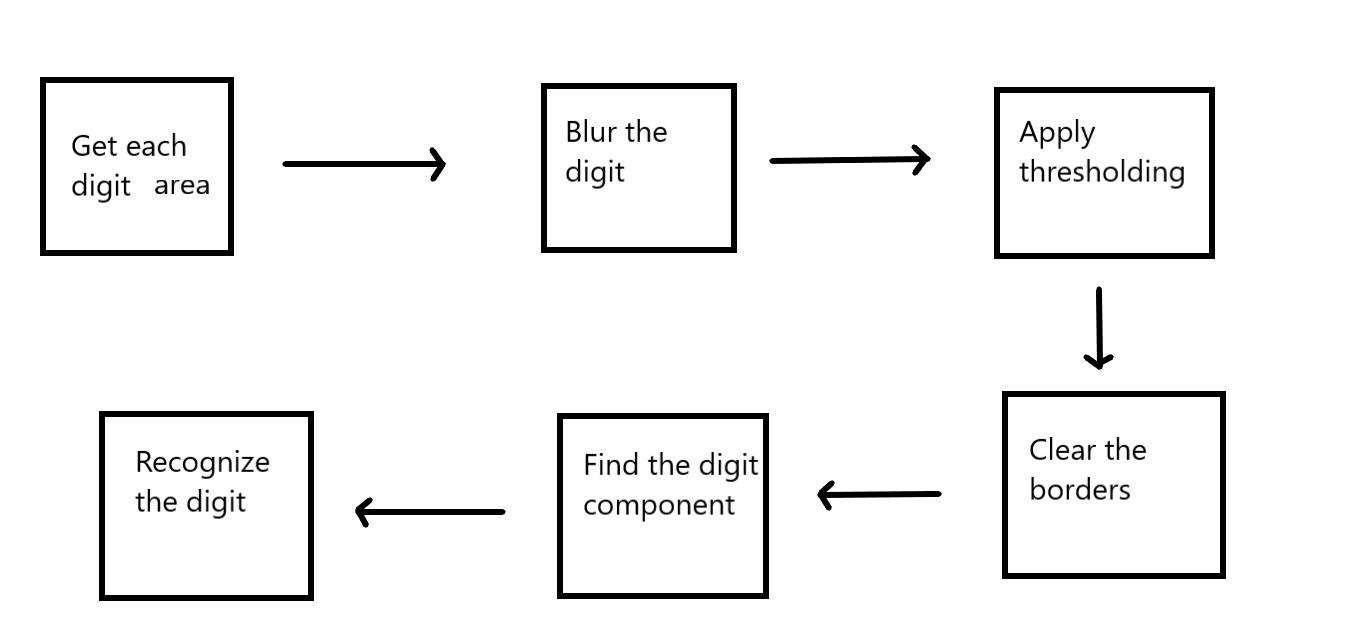 Get each
digit area
Blur the
digit
Apply
thresholding
Clear the
borders
Find the digit
component
Recognize
the digit